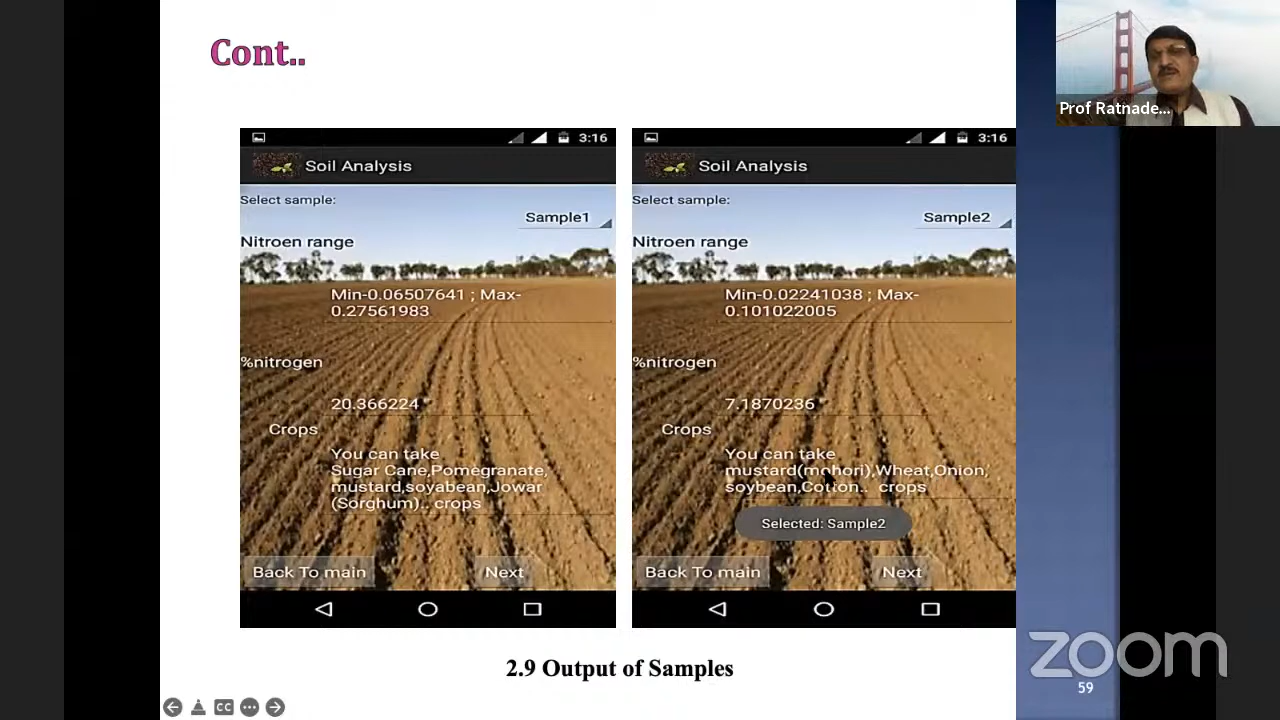 Cont..
Prof Ratnade...
3:16
Soil Analysis
Select sample:
Sample1
Nitroen range
Min-0.06507641 ; Max-
0.27561983
%nitrogen
20.366224
Crops
You can take
Sugar Cane,Pomegranate,
mustard,soyabean,Jowar
(Sorghum).. crops
Back To main
Next
3:16
Soil Analysis
Select sample:
Sample2
Nitroen range
Min-0.02241038 ; Max-
0.101022005
%nitrogen
7.1870236
Crops
You can take
mustard(mohori),Wheat,Onion,
soybean,Cotton.. crops
Selected: Sample2
Back To main
Next
2.9 Output of Samples
zoom
59
CC